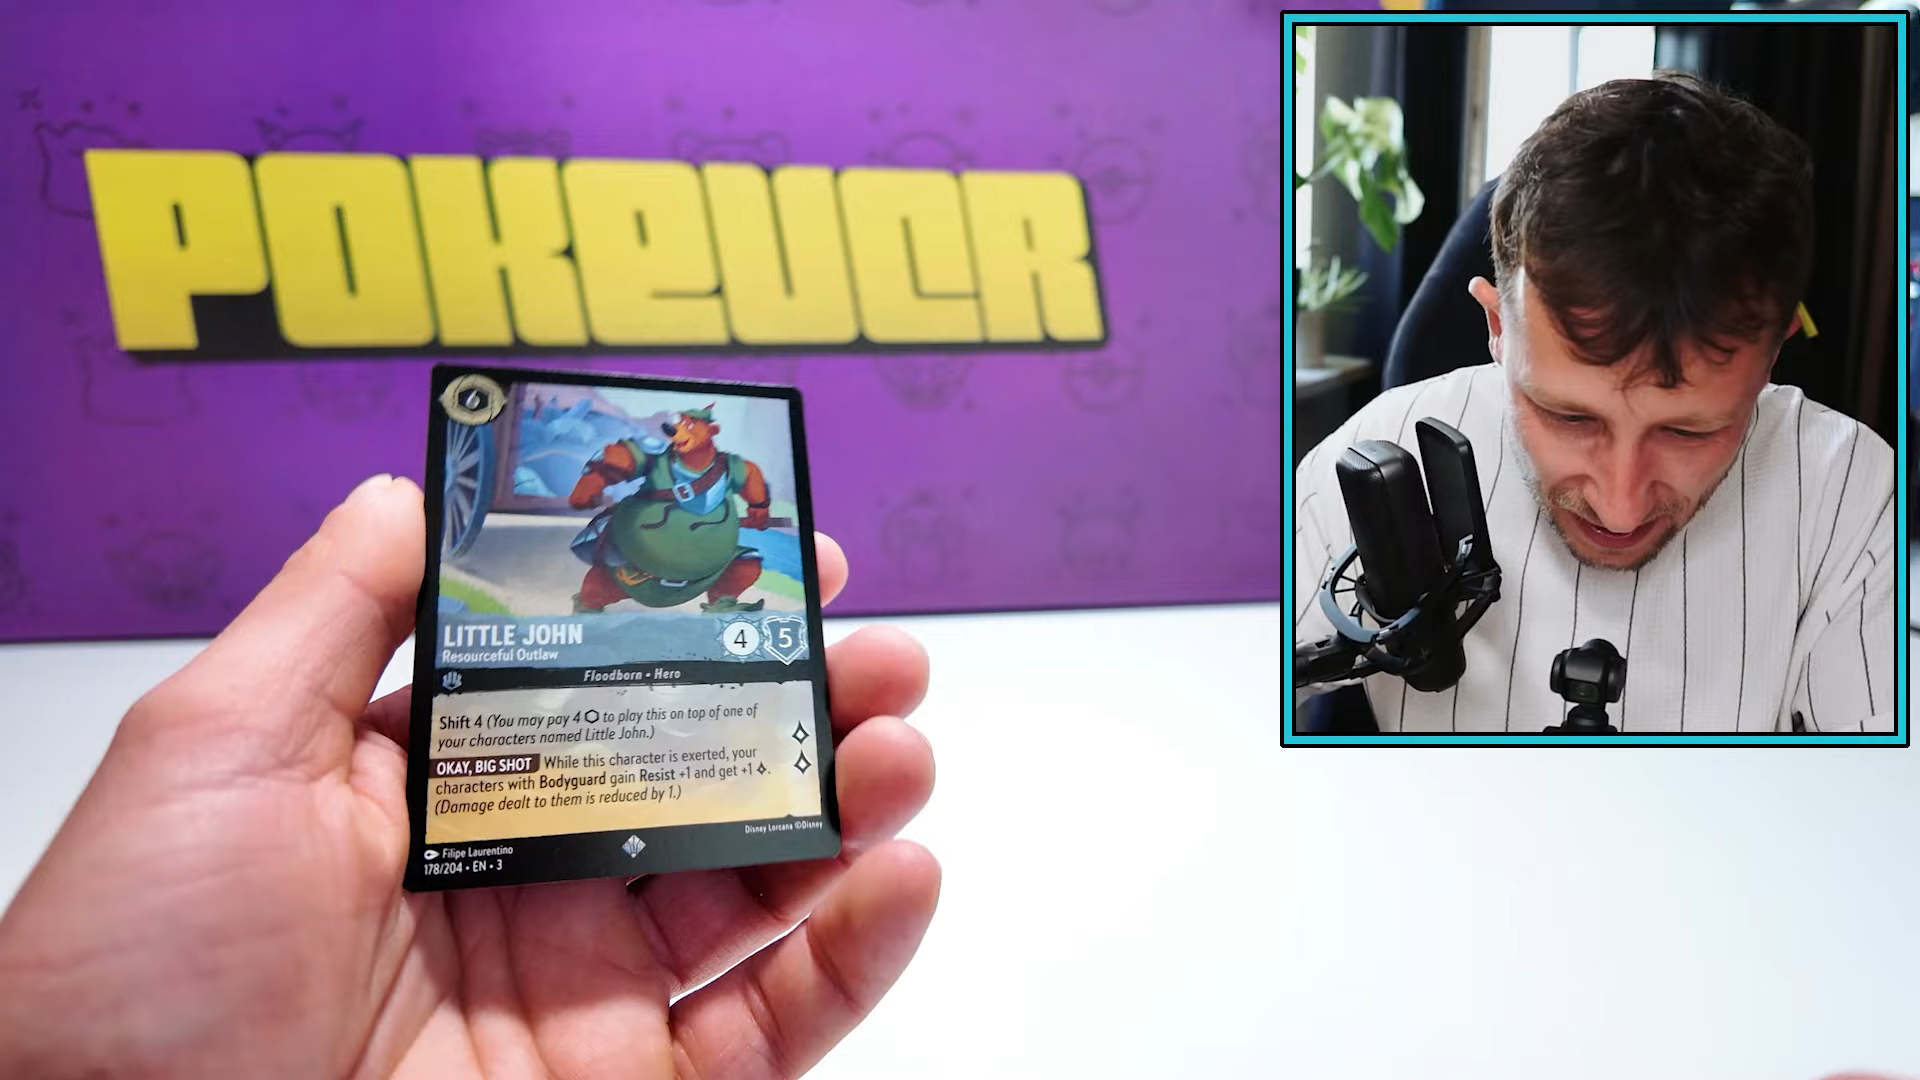 POKEVCR
6
LITTLE JOHN
Resourceful Outlaw
4
5
Floodborn • Hero
Shift 4 (You may pay 4 ⬡ to play this on top of one of
your characters named Little John.)
OKAY, BIG SHOT While this character is exerted, your
characters with Bodyguard gain Resist +1 and get +1 ⟡.
(Damage dealt to them is reduced by 1.)
Disney Lorcana ©Disney
Filipe Laurentino
178/204 • EN • 3